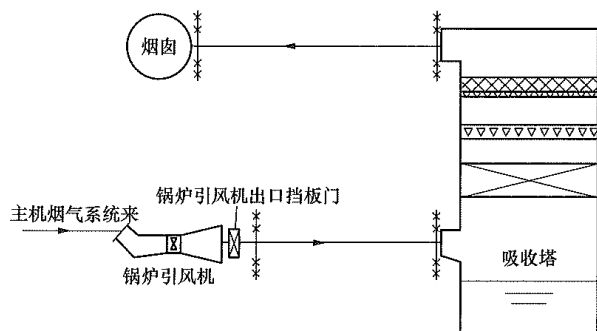 烟囱
锅炉引风机出口挡板门
主机烟气系统来
锅炉引风机
吸收塔